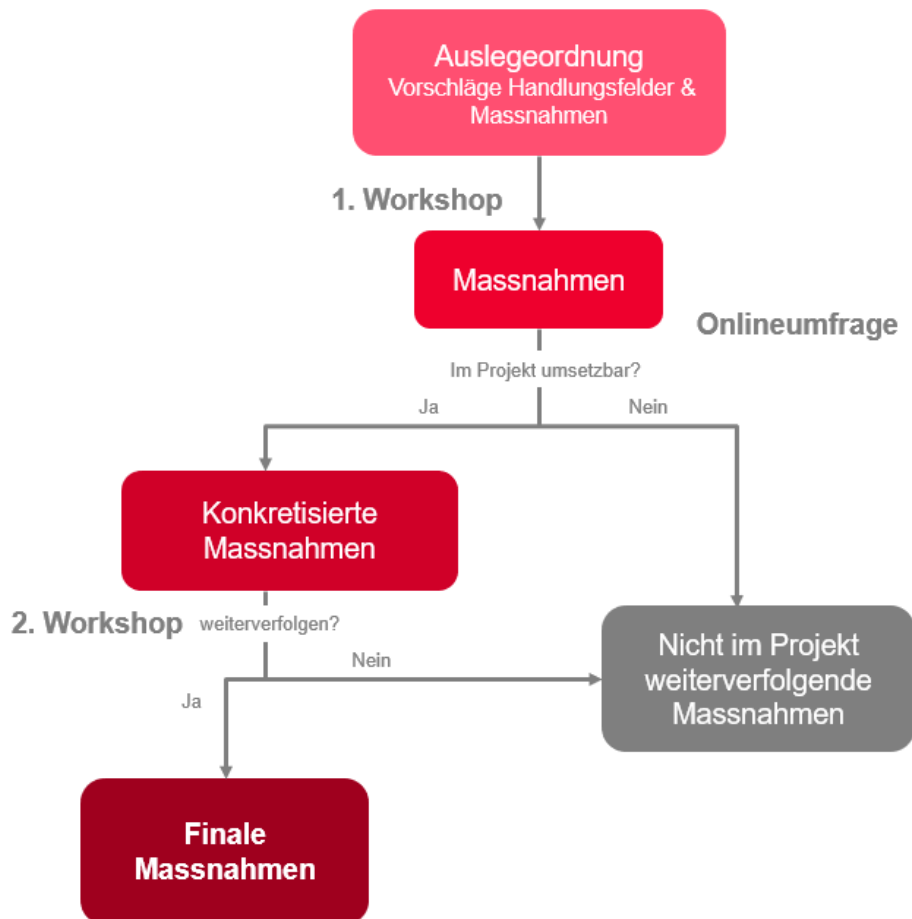 Auslegeordnung
Vorschläge Handlungsfelder &
Massnahmen
1. Workshop
Massnahmen
Onlineumfrage
Im Projekt umsetzbar?
Ja
Nein
Konkretisierte
Massnahmen
2. Workshop
weiterverfolgen?
Nein
Ja
Nicht im Projekt
weiterverfolgende
Massnahmen
Finale
Massnahmen